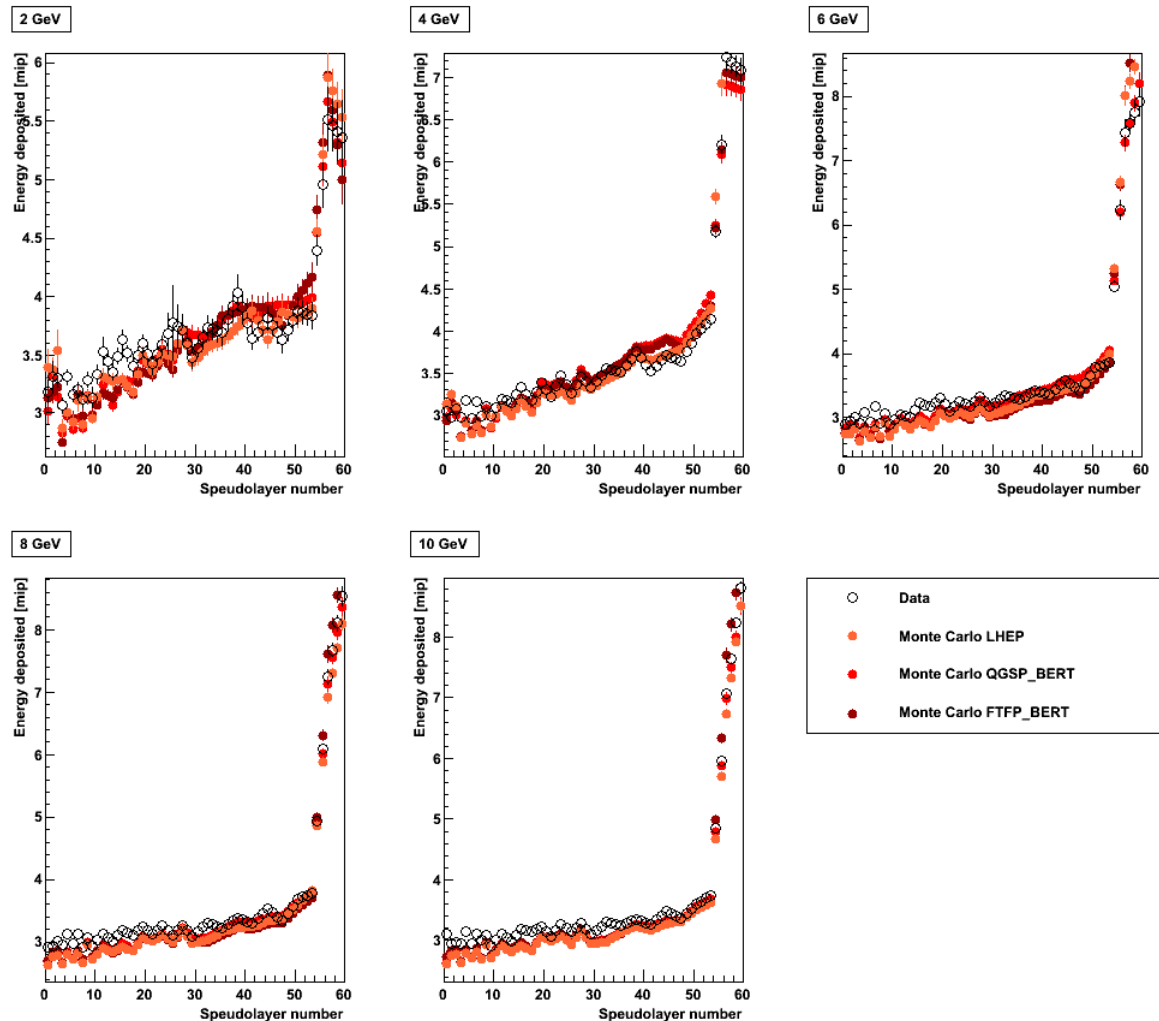 2 GeV
Energy deposited [mip]
6
5.5
5
4.5
4
3.5
3
0 10 20 30 40 50 60
Speudolayer number
4 GeV
Energy deposited [mip]
7
6.5
6
5.5
5
4.5
4
3.5
3
0 10 20 30 40 50 60
Speudolayer number
6 GeV
Energy deposited [mip]
8
7
6
5
4
3
0 10 20 30 40 50 60
Speudolayer number
8 GeV
Energy deposited [mip]
8
7
6
5
4
3
0 10 20 30 40 50 60
Speudolayer number
10 GeV
Energy deposited [mip]
8
7
6
5
4
3
0 10 20 30 40 50 60
Speudolayer number
Data
Monte Carlo LHEP
Monte Carlo QGSP_BERT
Monte Carlo FTFP_BERT